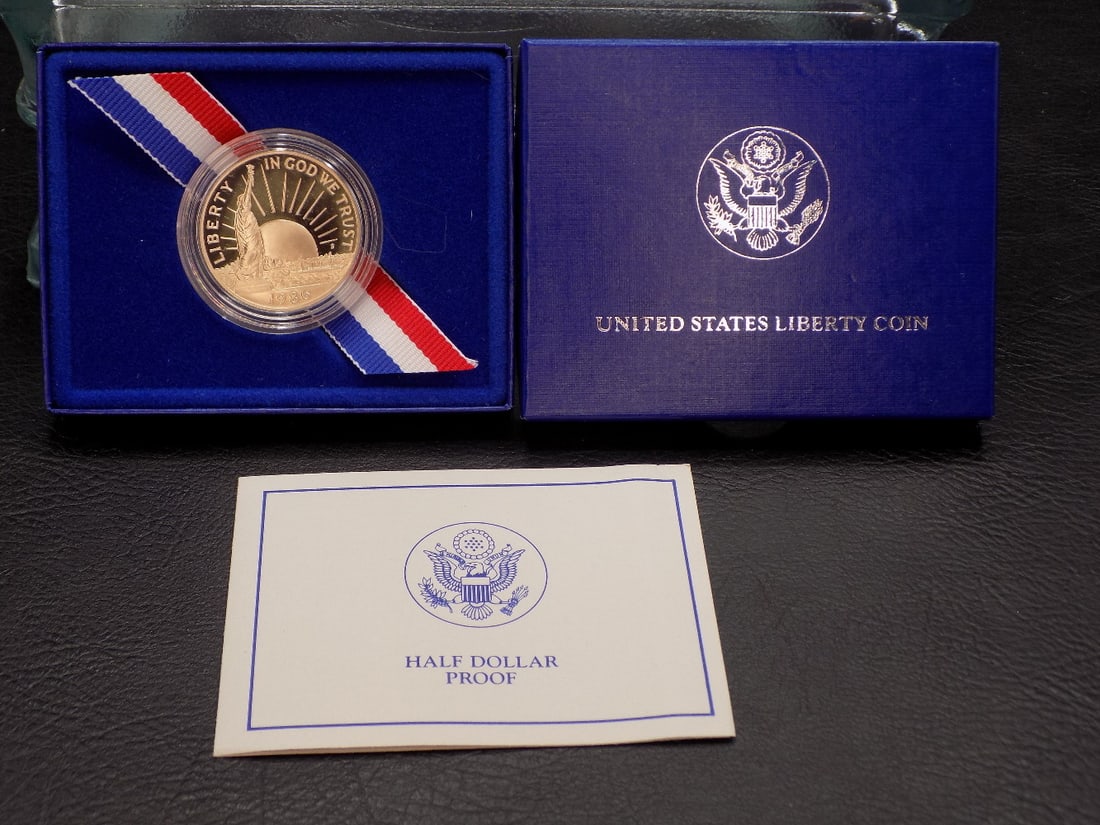 LIBERTY
IN GOD WE TRUST
1986
UNITED STATES LIBERTY COIN
HALF DOLLAR
PROOF